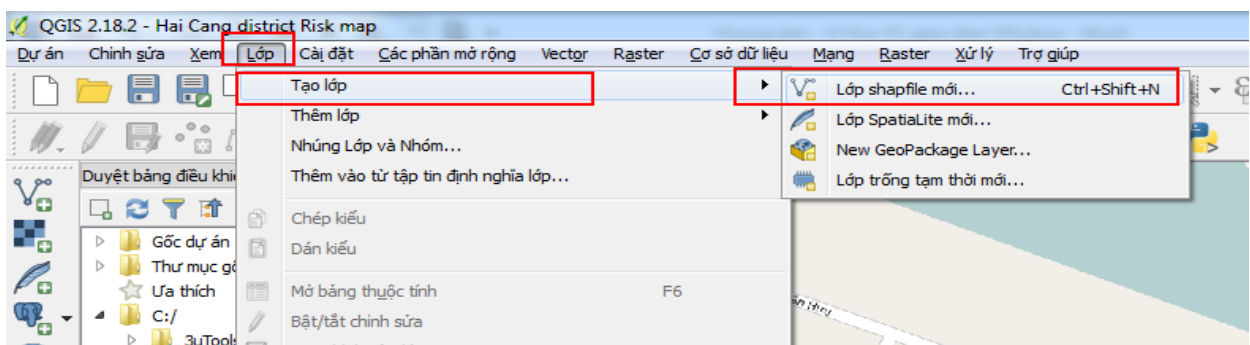 QGIS 2.18.2 - Hai Cang district Risk map
Dự án Chỉnh sửa Xem Lớp Cài đặt Các phần mở rộng Vector Raster Cơ sở dữ liệu Mạng Raster Xử lý Trợ giúp
Tạo lớp
Lớp shapfile mới... Ctrl+Shift+N
Thêm lớp
Lớp SpatiaLite mới...
Nhúng Lớp và Nhóm...
New GeoPackage Layer...
Duyệt bảng điều khiể
Thêm vào từ tập tin định nghĩa lớp...
Lớp trống tạm thời mới...
Chép kiểu
Gốc dự án
Dán kiểu
Thư mục
Ưa thích
Mở bảng thuộc tính F6
C:/
Bật/tắt chỉnh sửa
3uTools